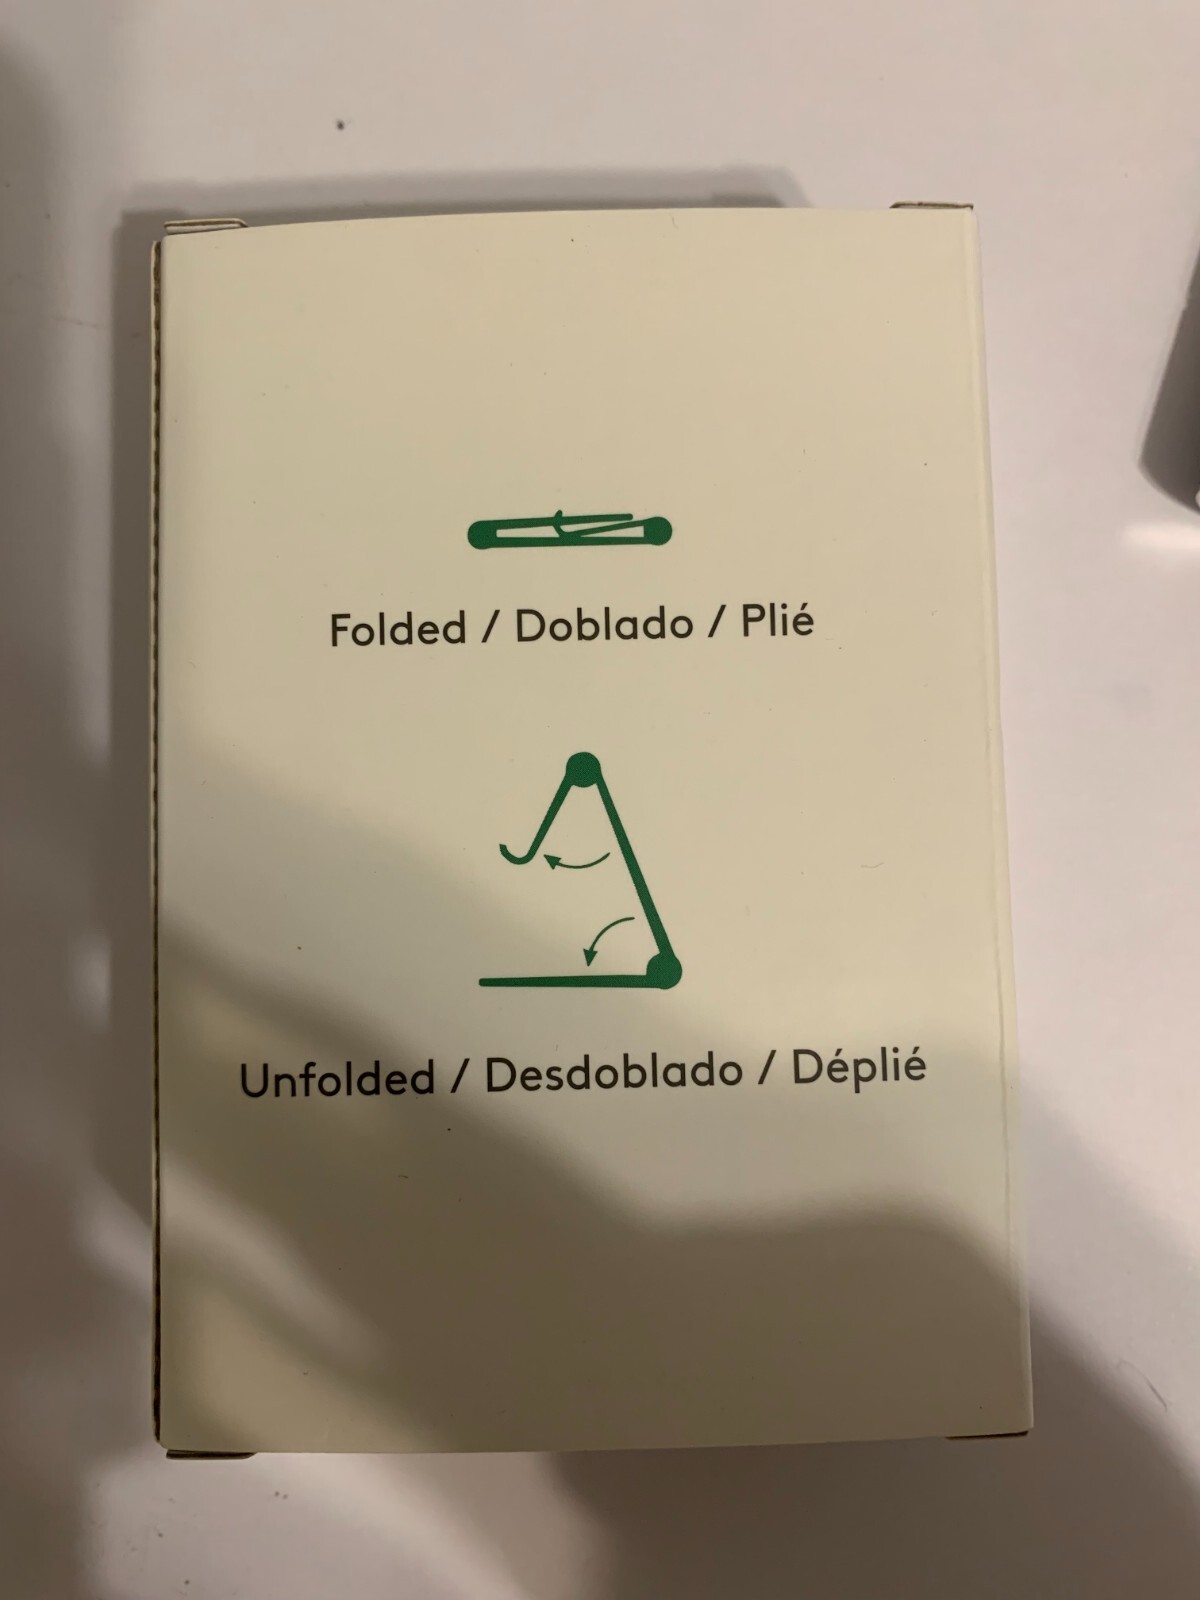 Folded / Doblado / Plié
Unfolded / Desdoblado / Déplié